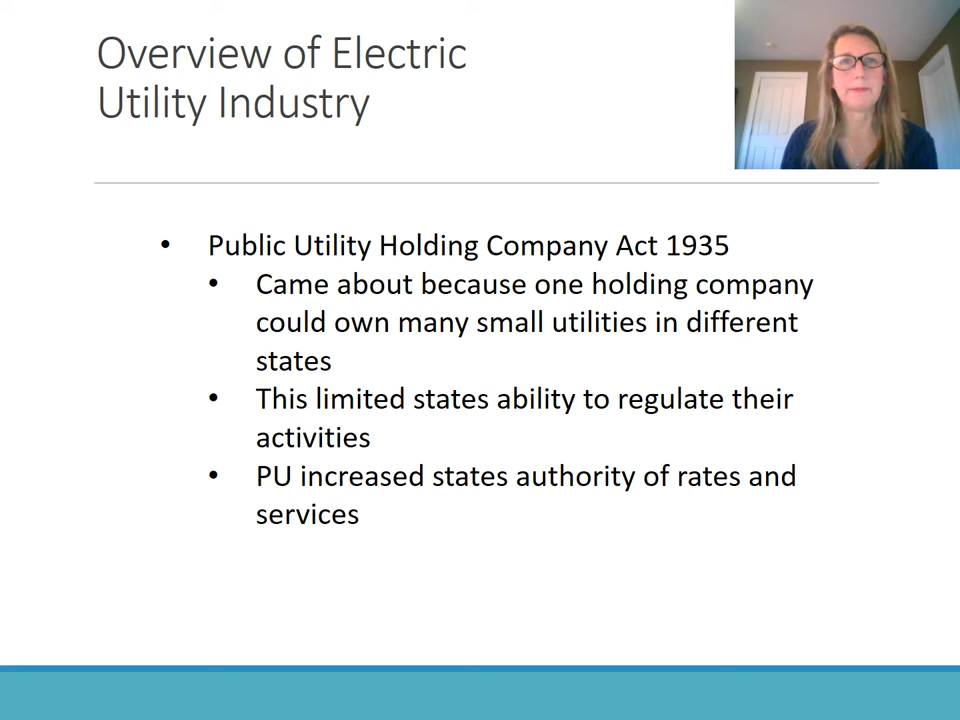 Overview of Electric
Utility Industry
• Public Utility Holding Company Act 1935
• Came about because one holding company
could own many small utilities in different
states
• This limited states ability to regulate their
activities
• PU increased states authority of rates and
services